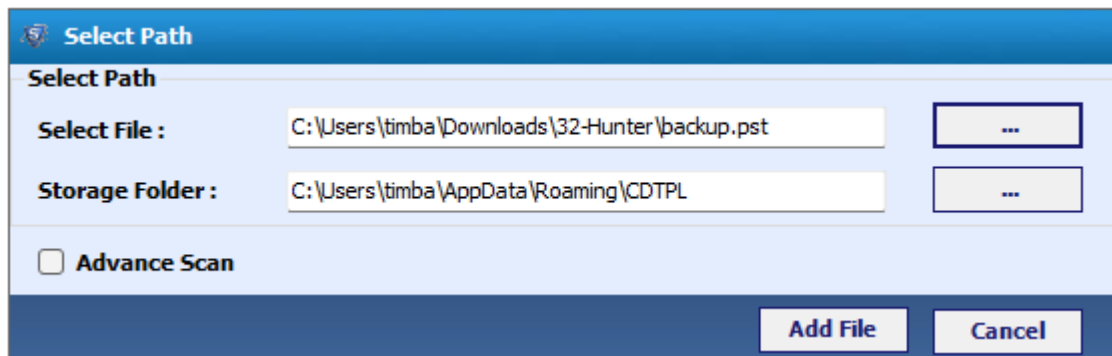 Select Path
Select Path
Select File :
C:\Users\timba\Downloads\32-Hunter\backup.pst
...
Storage Folder :
C:\Users\timba\AppData\Roaming\CDTPL
...
Advance Scan
Add File
Cancel